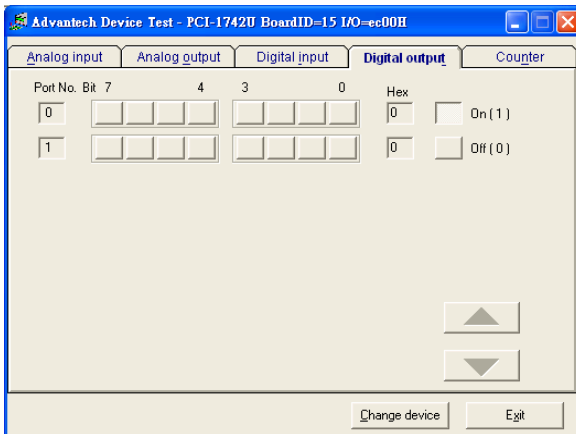 Advantech Device Test - PCI-1742U BoardID=15 I/O=ec00H
Analog input Analog output Digital input Digital output Counter
Port No. Bit 7 4 3 0 Hex
0 0 On ( 1 )
1 0 Off ( 0 )
Change device Exit